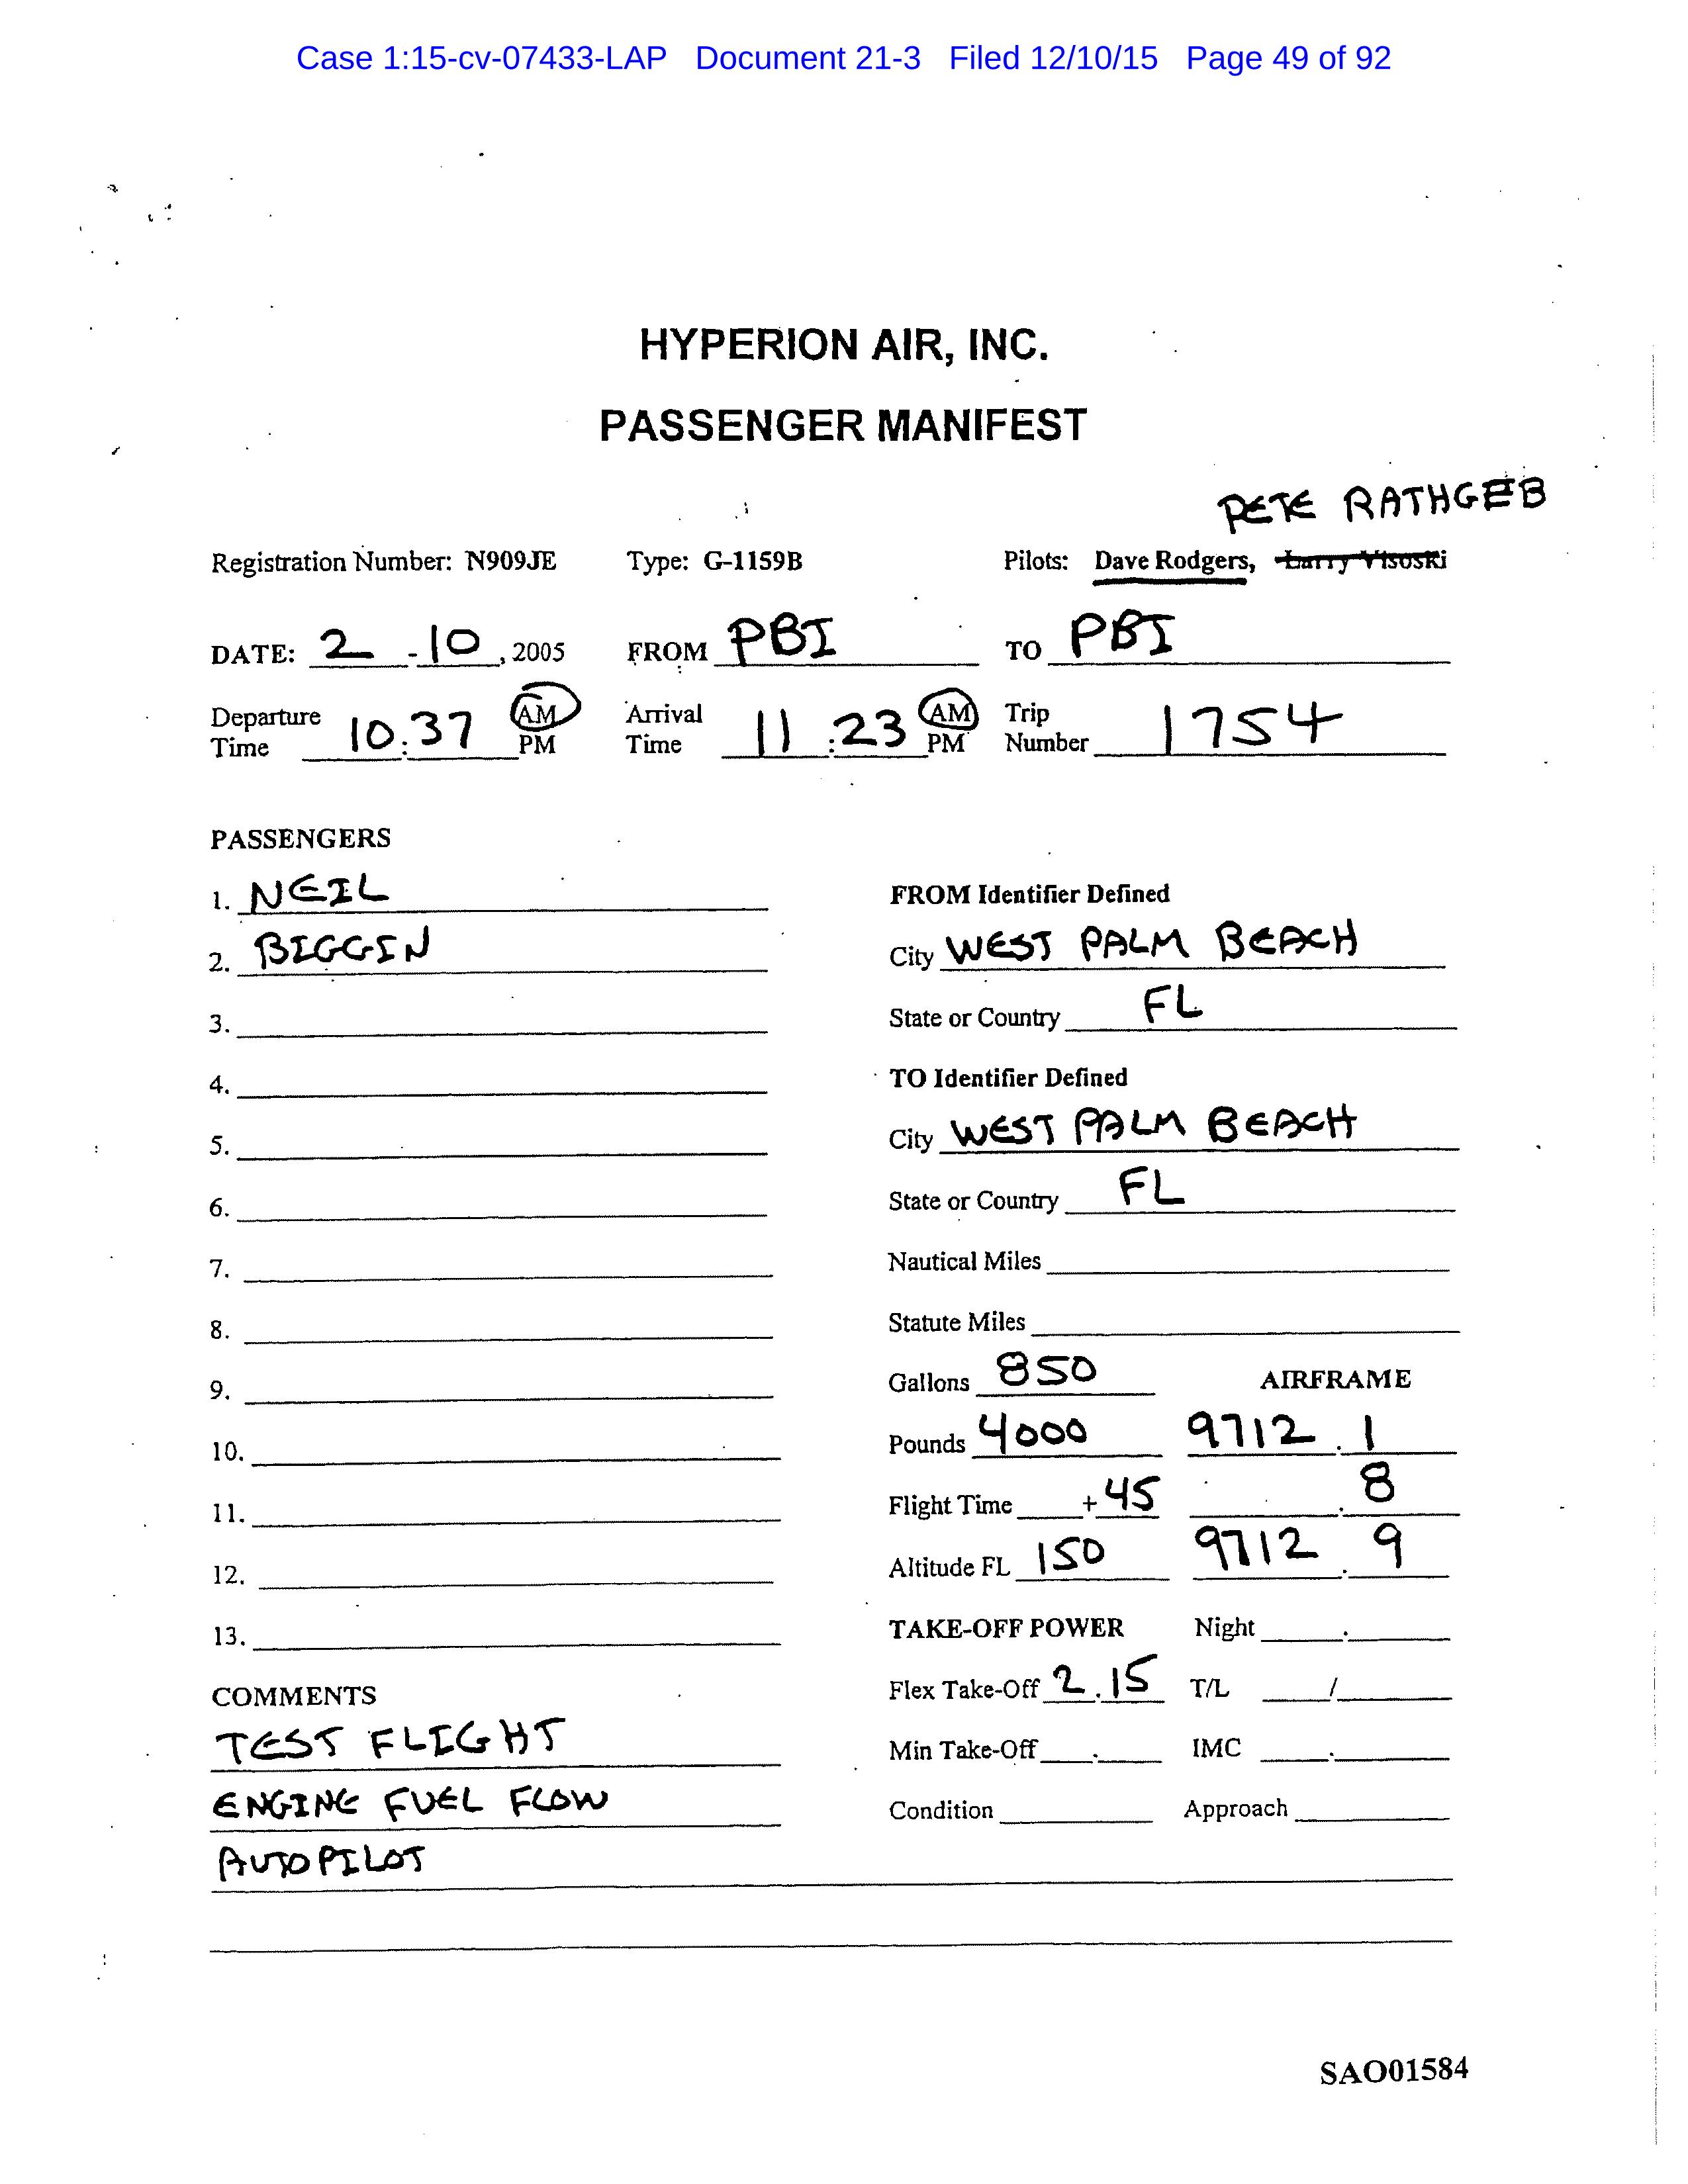 Case 1:15-cv-07433-LAP Document 21-3 Filed 12/10/15 Page 49 of 92
HYPERION AIR, INC.
PASSENGER MANIFEST
PETE RATHGEB
Registration Number: N909JE Type: G-1159B Pilots: Dave Rodgers, Larry Visoski
DATE: 2 - 10, 2005 FROM PBI TO PBI
Departure Time 10:37 AM PM Arrival Time 11:23 AM PM Trip Number 1754
PASSENGERS
1. NEIL
2. BIGGIN
3.
4.
5.
6.
7.
8.
9.
10.
11.
12.
13.
COMMENTS
TEST FLIGHT
ENGINE FUEL FLOW
AUTOPILOT
FROM Identifier Defined
City WEST PALM BEACH
State or Country FL
TO Identifier Defined
City WEST PALM BEACH
State or Country FL
Nautical Miles
Statute Miles
Gallons 850 AIRFRAME
Pounds 4000 9712.1
Flight Time + 45 .8
Altitude FL 150 9712.9
TAKE-OFF POWER Night .
Flex Take-Off 2.15 T/L /
Min Take-Off . IMC .
Condition Approach
SAO01584